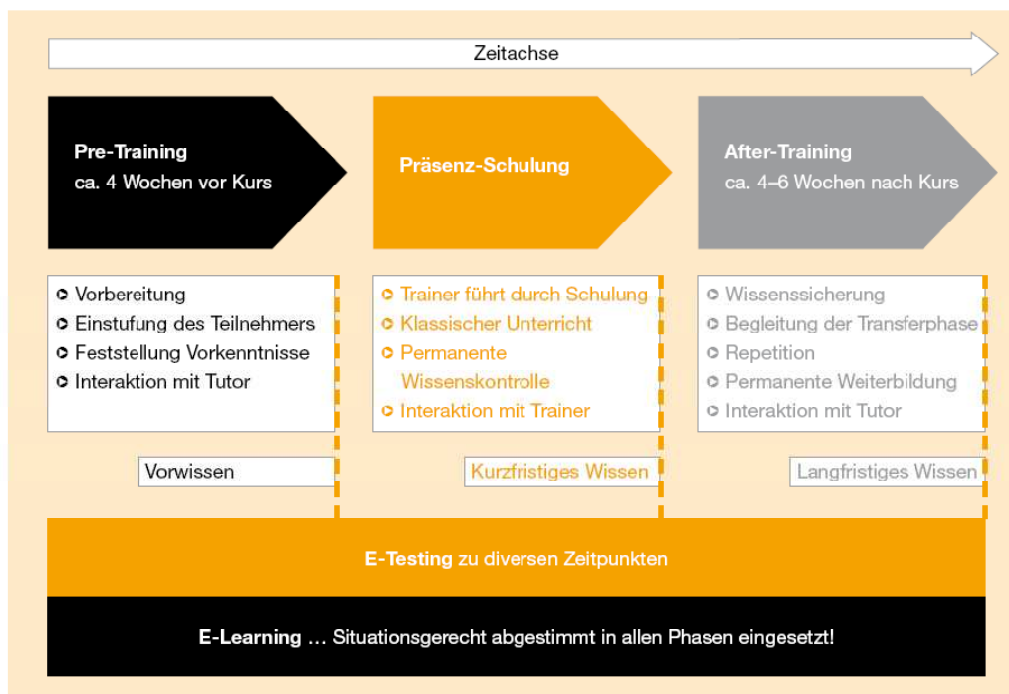 Zeitachse
Pre-Training
ca. 4 Wochen vor Kurs
Präsenz-Schulung
After-Training
ca. 4–6 Wochen nach Kurs
Vorbereitung
Einstufung des Teilnehmers
Feststellung Vorkenntnisse
Interaktion mit Tutor
Trainer führt durch Schulung
Klassischer Unterricht
Permanente
Wissenskontrolle
Interaktion mit Trainer
Wissenssicherung
Begleitung der Transferphase
Repetition
Permanente Weiterbildung
Interaktion mit Tutor
Vorwissen
Kurzfristiges Wissen
Langfristiges Wissen
E-Testing zu diversen Zeitpunkten
E-Learning … Situationsgerecht abgestimmt in allen Phasen eingesetzt!